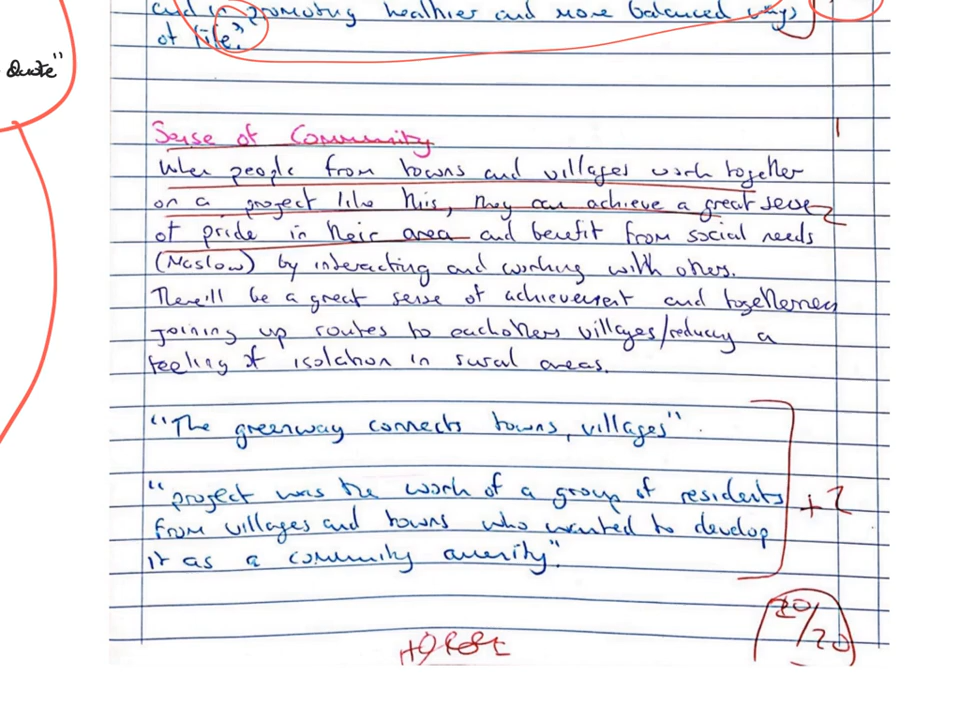 and in promoting healthier and more balanced ways
of life."
Quote"
Sense of Community
1
When people from towns and villages work together
on a project like this, they can achieve a great sense
2
of pride in their area and benefit from social needs
(Maslow) by interacting and working with others.
There'll be a great sense of achievement and togetherness
joining up routes to eachothers villages/reducing a
feeling of isolation in rural areas.
"The greenway connects towns, villages".
"project was the work of a group of residents
+2
from villages and towns who wanted to develop
it as a community amenity".
20/20